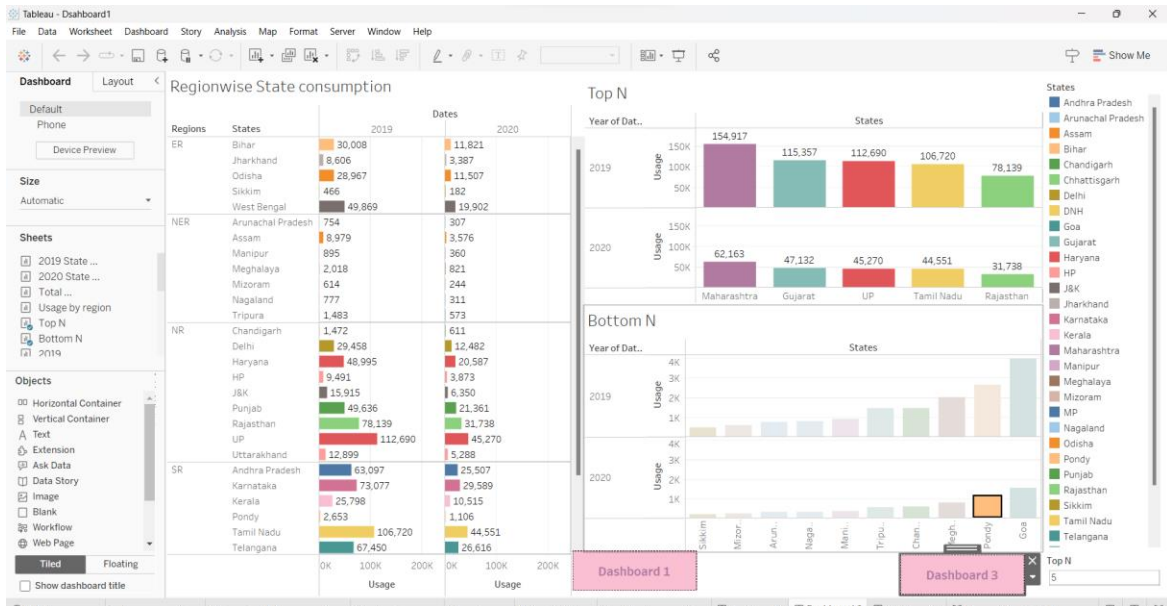 Tableau - Dsahboard1
File Data Worksheet Dashboard Story Analysis Map Format Server Window Help
Show Me
Dashboard Layout
Default
Phone
Device Preview
Size
Automatic
Sheets
2019 State ...
2020 State ...
Total ...
Usage by region
Top N
Bottom N
2019
Objects
Horizontal Container
Vertical Container
Text
Extension
Ask Data
Data Story
Image
Blank
Workflow
Web Page
Tiled Floating
Show dashboard title
Regionwise State consumption
Dates
Regions States 2019 2020
ER Bihar 30,008 11,821
Jharkhand 8,606 3,387
Odisha 28,967 11,507
Sikkim 466 182
West Bengal 49,869 19,902
NER Arunachal Pradesh 754 307
Assam 8,979 3,576
Manipur 895 360
Meghalaya 2,018 821
Mizoram 614 244
Nagaland 777 311
Tripura 1,483 573
NR Chandigarh 1,472 611
Delhi 29,458 12,482
Haryana 48,995 20,587
HP 9,491 3,873
J&K 15,915 6,350
Punjab 49,636 21,361
Rajasthan 78,139 31,738
UP 112,690 45,270
Uttarakhand 12,899 5,288
SR Andhra Pradesh 63,097 25,507
Karnataka 73,077 29,589
Kerala 25,798 10,515
Pondy 2,653 1,106
Tamil Nadu 106,720 44,551
Telangana 67,450 26,616
0K 100K 200K 0K 100K 200K
Usage Usage
Top N
Year of Dat.. States
2019
Usage
150K
100K
50K
154,917 115,357 112,690 106,720 78,139
2020
Usage
150K
100K
50K
62,163 47,132 45,270 44,551 31,738
Maharashtra Gujarat UP Tamil Nadu Rajasthan
Bottom N
Year of Dat.. States
2019
Usage
4K
3K
2K
1K
2020
Usage
4K
3K
2K
1K
Sikkim Mizor.. Arun.. Naga.. Mani.. Tripu.. Chan.. Pondy Goa
Dashboard 1
Dashboard 3
States
Andhra Pradesh
Arunachal Pradesh
Assam
Bihar
Chandigarh
Chhattisgarh
Delhi
DNH
Goa
Gujarat
Haryana
HP
J&K
Jharkhand
Karnataka
Kerala
Maharashtra
Manipur
Meghalaya
Mizoram
MP
Nagaland
Odisha
Pondy
Punjab
Rajasthan
Sikkim
Tamil Nadu
Telangana
Top N
5